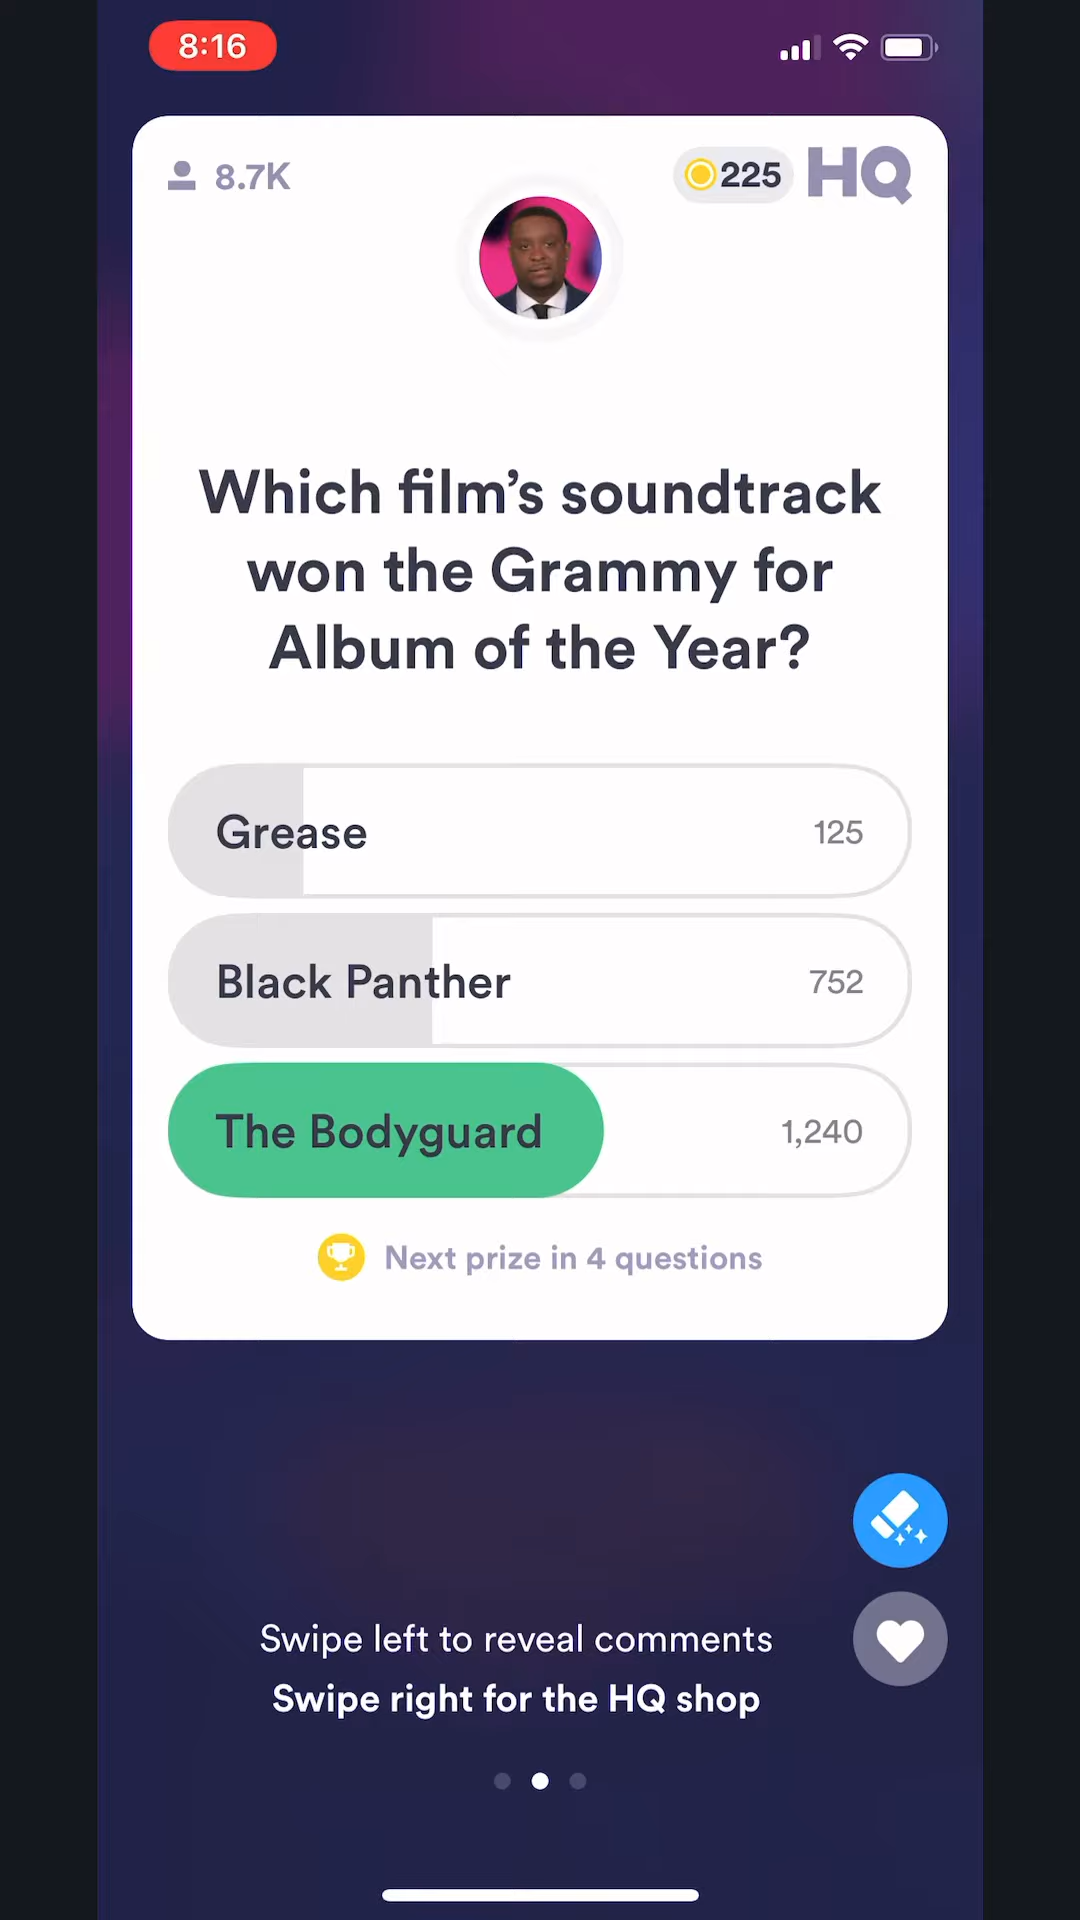 8:16
8.7K
225 HQ
Which film’s soundtrack
won the Grammy for
Album of the Year?
Grease 125
Black Panther 752
The Bodyguard 1,240
Next prize in 4 questions
Swipe left to reveal comments
Swipe right for the HQ shop